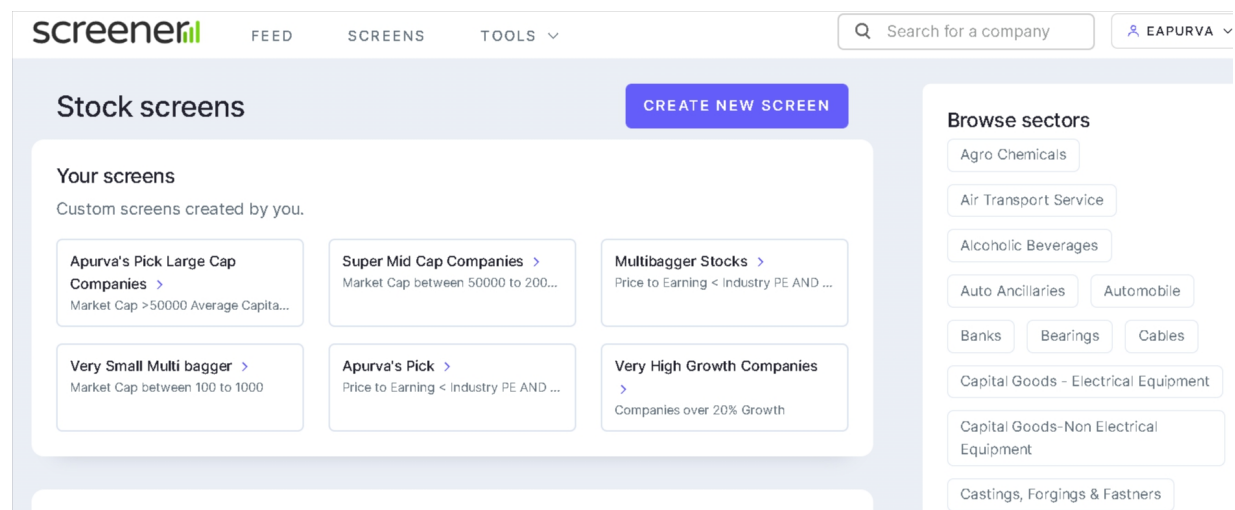 screener
FEED SCREENS TOOLS
Search for a company
EAPURVA
Stock screens
CREATE NEW SCREEN
Your screens
Custom screens created by you.
Apurva's Pick Large Cap
Companies
Market Cap >50000 Average Capita...
Super Mid Cap Companies
Market Cap between 50000 to 200...
Multibagger Stocks
Price to Earning < Industry PE AND ...
Very Small Multi bagger
Market Cap between 100 to 1000
Apurva's Pick
Price to Earning < Industry PE AND ...
Very High Growth Companies
Companies over 20% Growth
Browse sectors
Agro Chemicals
Air Transport Service
Alcoholic Beverages
Auto Ancillaries Automobile
Banks Bearings Cables
Capital Goods - Electrical Equipment
Capital Goods-Non Electrical
Equipment
Castings, Forgings & Fastners